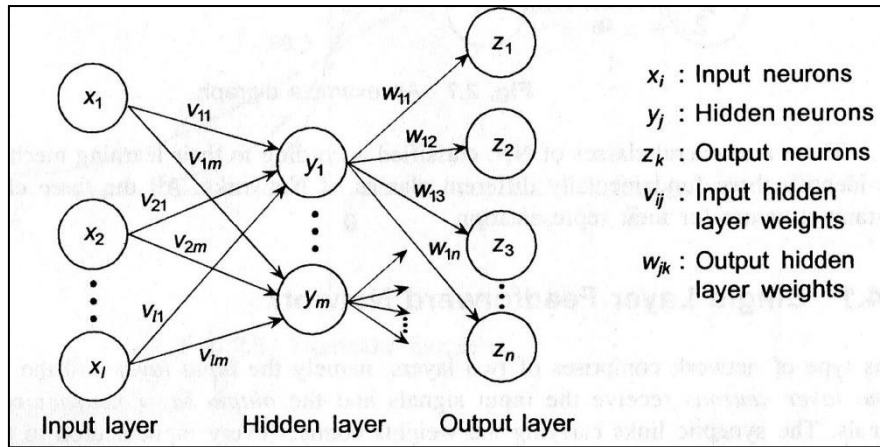 x1
x2
xl
Input layer
v11
v1m
v21
v2m
vl1
vlm
y1
ym
Hidden layer
w11
w12
w13
w1n
z1
z2
z3
zn
Output layer
xi : Input neurons
yj : Hidden neurons
zk : Output neurons
vij : Input hidden
layer weights
wjk : Output hidden
layer weights